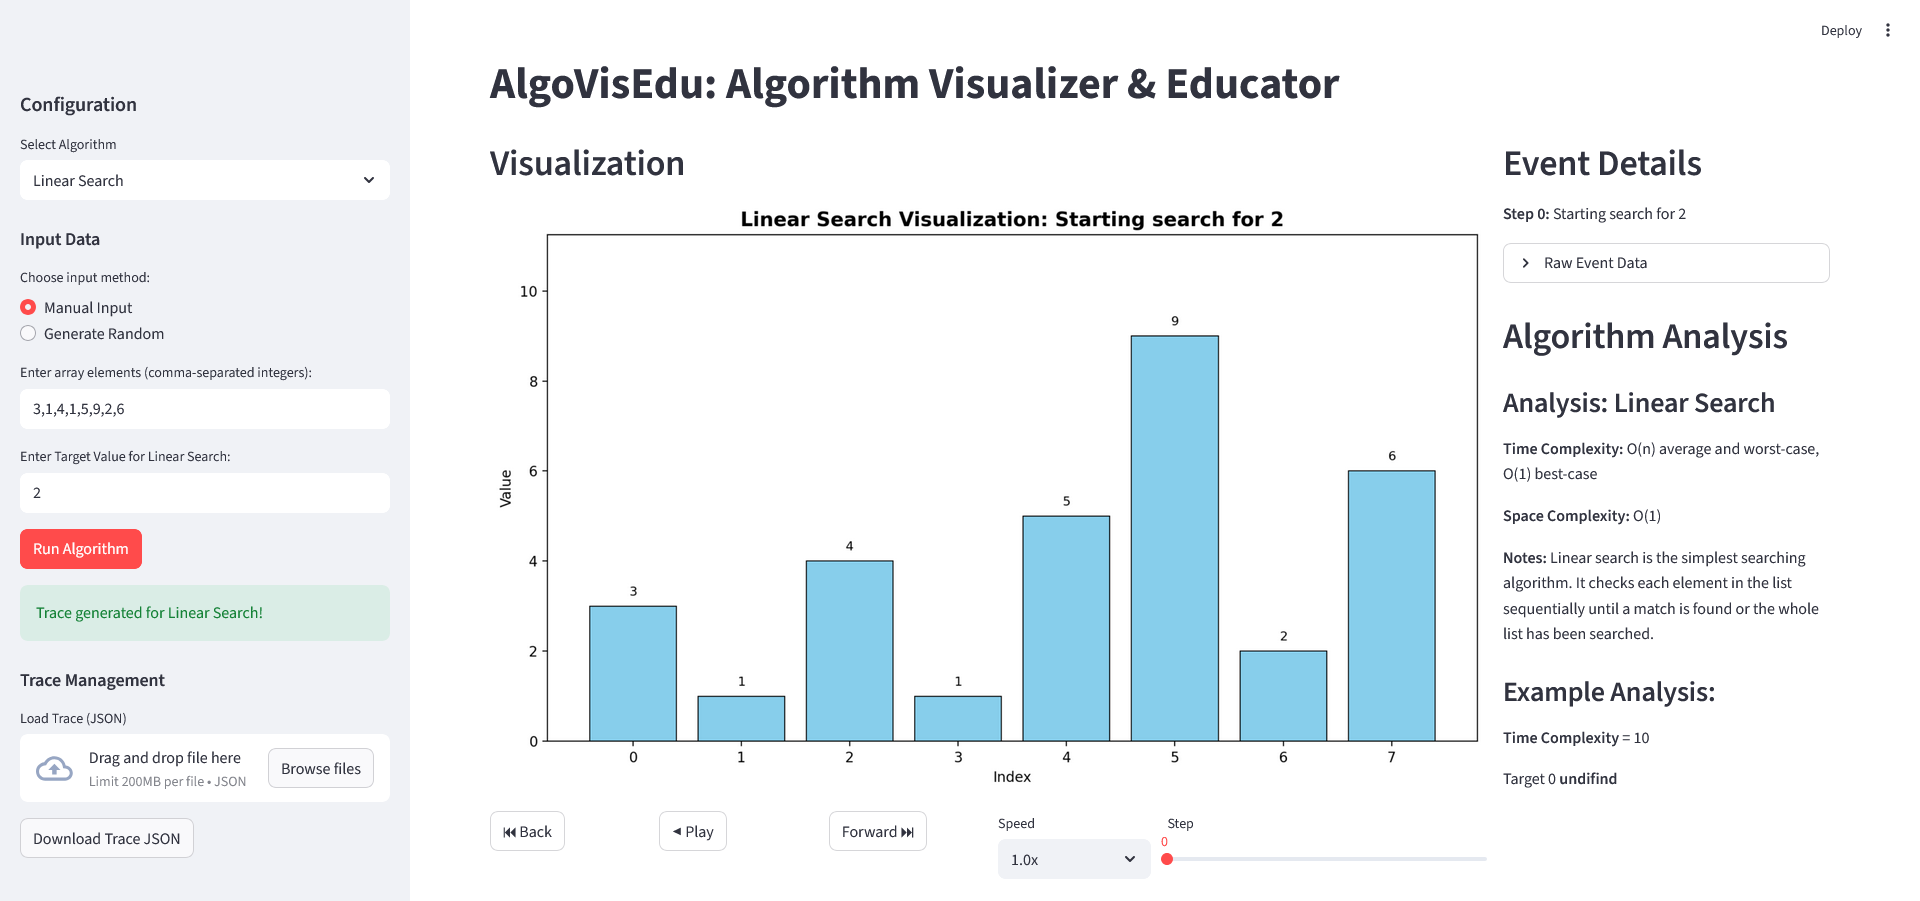 Deploy
Configuration
Select Algorithm
Linear Search
Input Data
Choose input method:
Manual Input
Generate Random
Enter array elements (comma-separated integers):
3,1,4,1,5,9,2,6
Enter Target Value for Linear Search:
2
Run Algorithm
Trace generated for Linear Search!
Trace Management
Load Trace (JSON)
Drag and drop file here
Limit 200MB per file • JSON
Browse files
Download Trace JSON
AlgoVisEdu: Algorithm Visualizer & Educator
Visualization
Linear Search Visualization: Starting search for 2
Value
10
8
6
4
2
0
3
1
4
1
5
9
2
6
0
1
2
3
4
5
6
7
Index
Back
Play
Forward
Speed
1.0x
Step
0
Event Details
Step 0: Starting search for 2
Raw Event Data
Algorithm Analysis
Analysis: Linear Search
Time Complexity: O(n) average and worst-case,
O(1) best-case
Space Complexity: O(1)
Notes: Linear search is the simplest searching
algorithm. It checks each element in the list
sequentially until a match is found or the whole
list has been searched.
Example Analysis:
Time Complexity = 10
Target 0 undifind